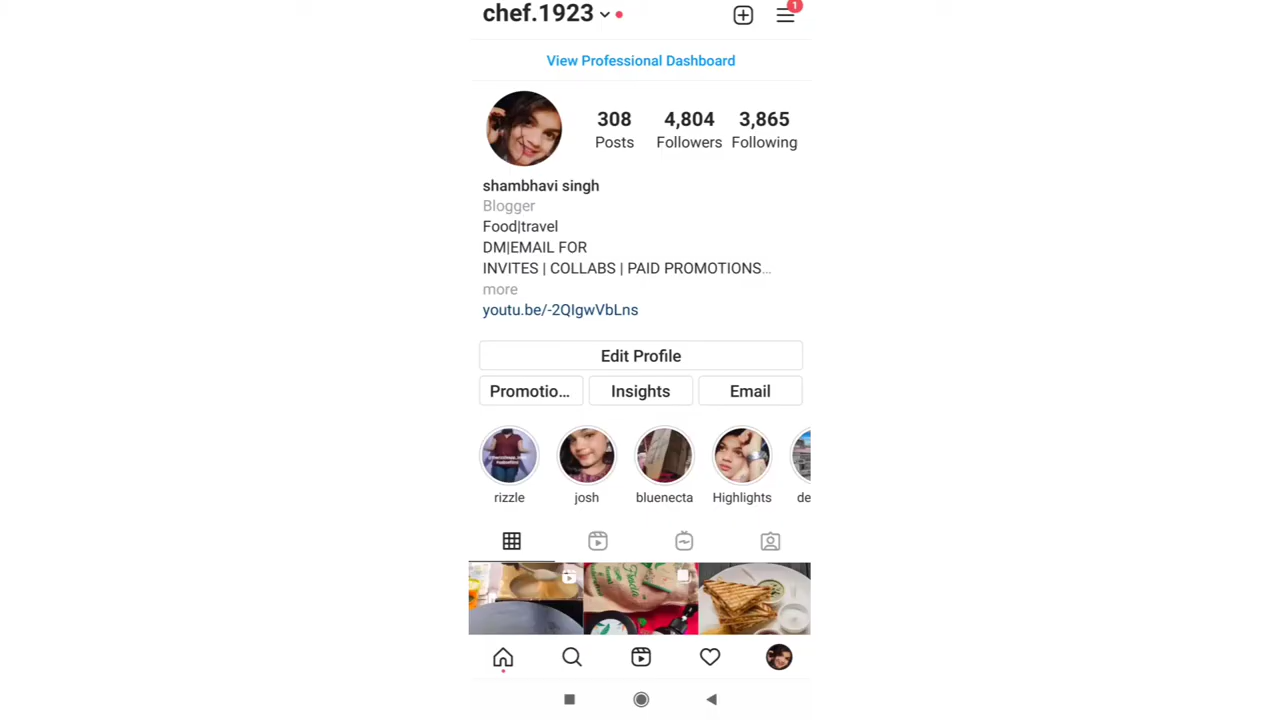 chef.1923
1
View Professional Dashboard
308 4,804 3,865
Posts Followers Following
shambhavi singh
Blogger
Food|travel
DM|EMAIL FOR
INVITES | COLLABS | PAID PROMOTIONS...
more
youtu.be/-2QIgwVbLns
Edit Profile
Promotio... Insights Email
rizzle josh bluenecta Highlights de